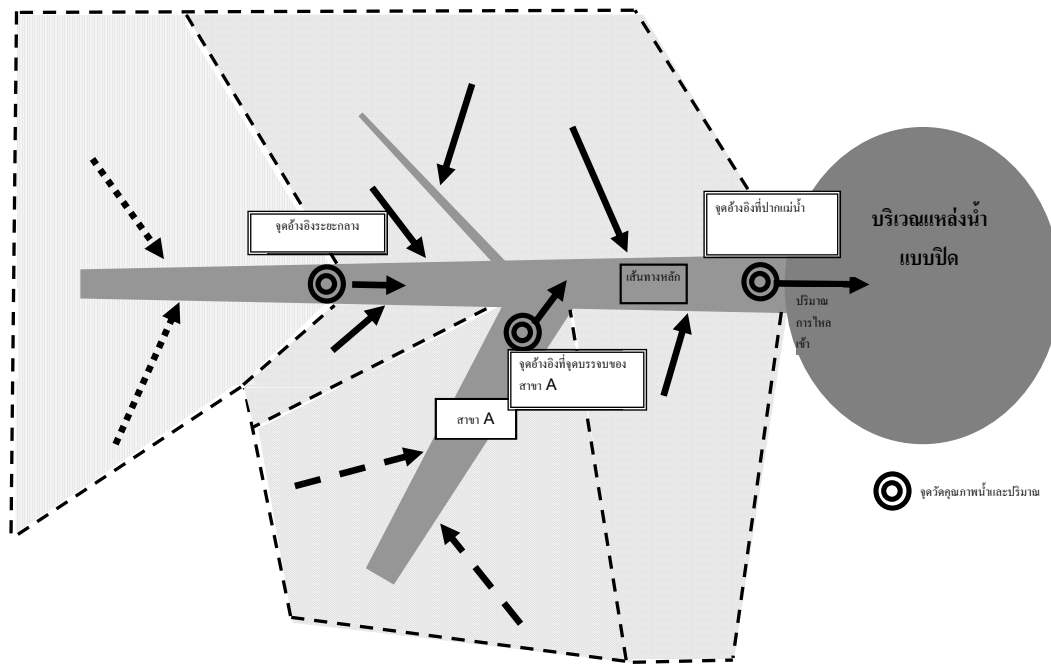 จุดอ้างอิงระยะกลาง
จุดอ้างอิงที่ปากแม่น้ำ
บริเวณแหล่งน้ำ
แบบปิด
เส้นทางหลัก
ปริมาณ
การไหล
เข้า
จุดอ้างอิงที่จุดบรรจบของ
สาขา A
สาขา A
จุดวัดคุณภาพน้ำและปริมาณ